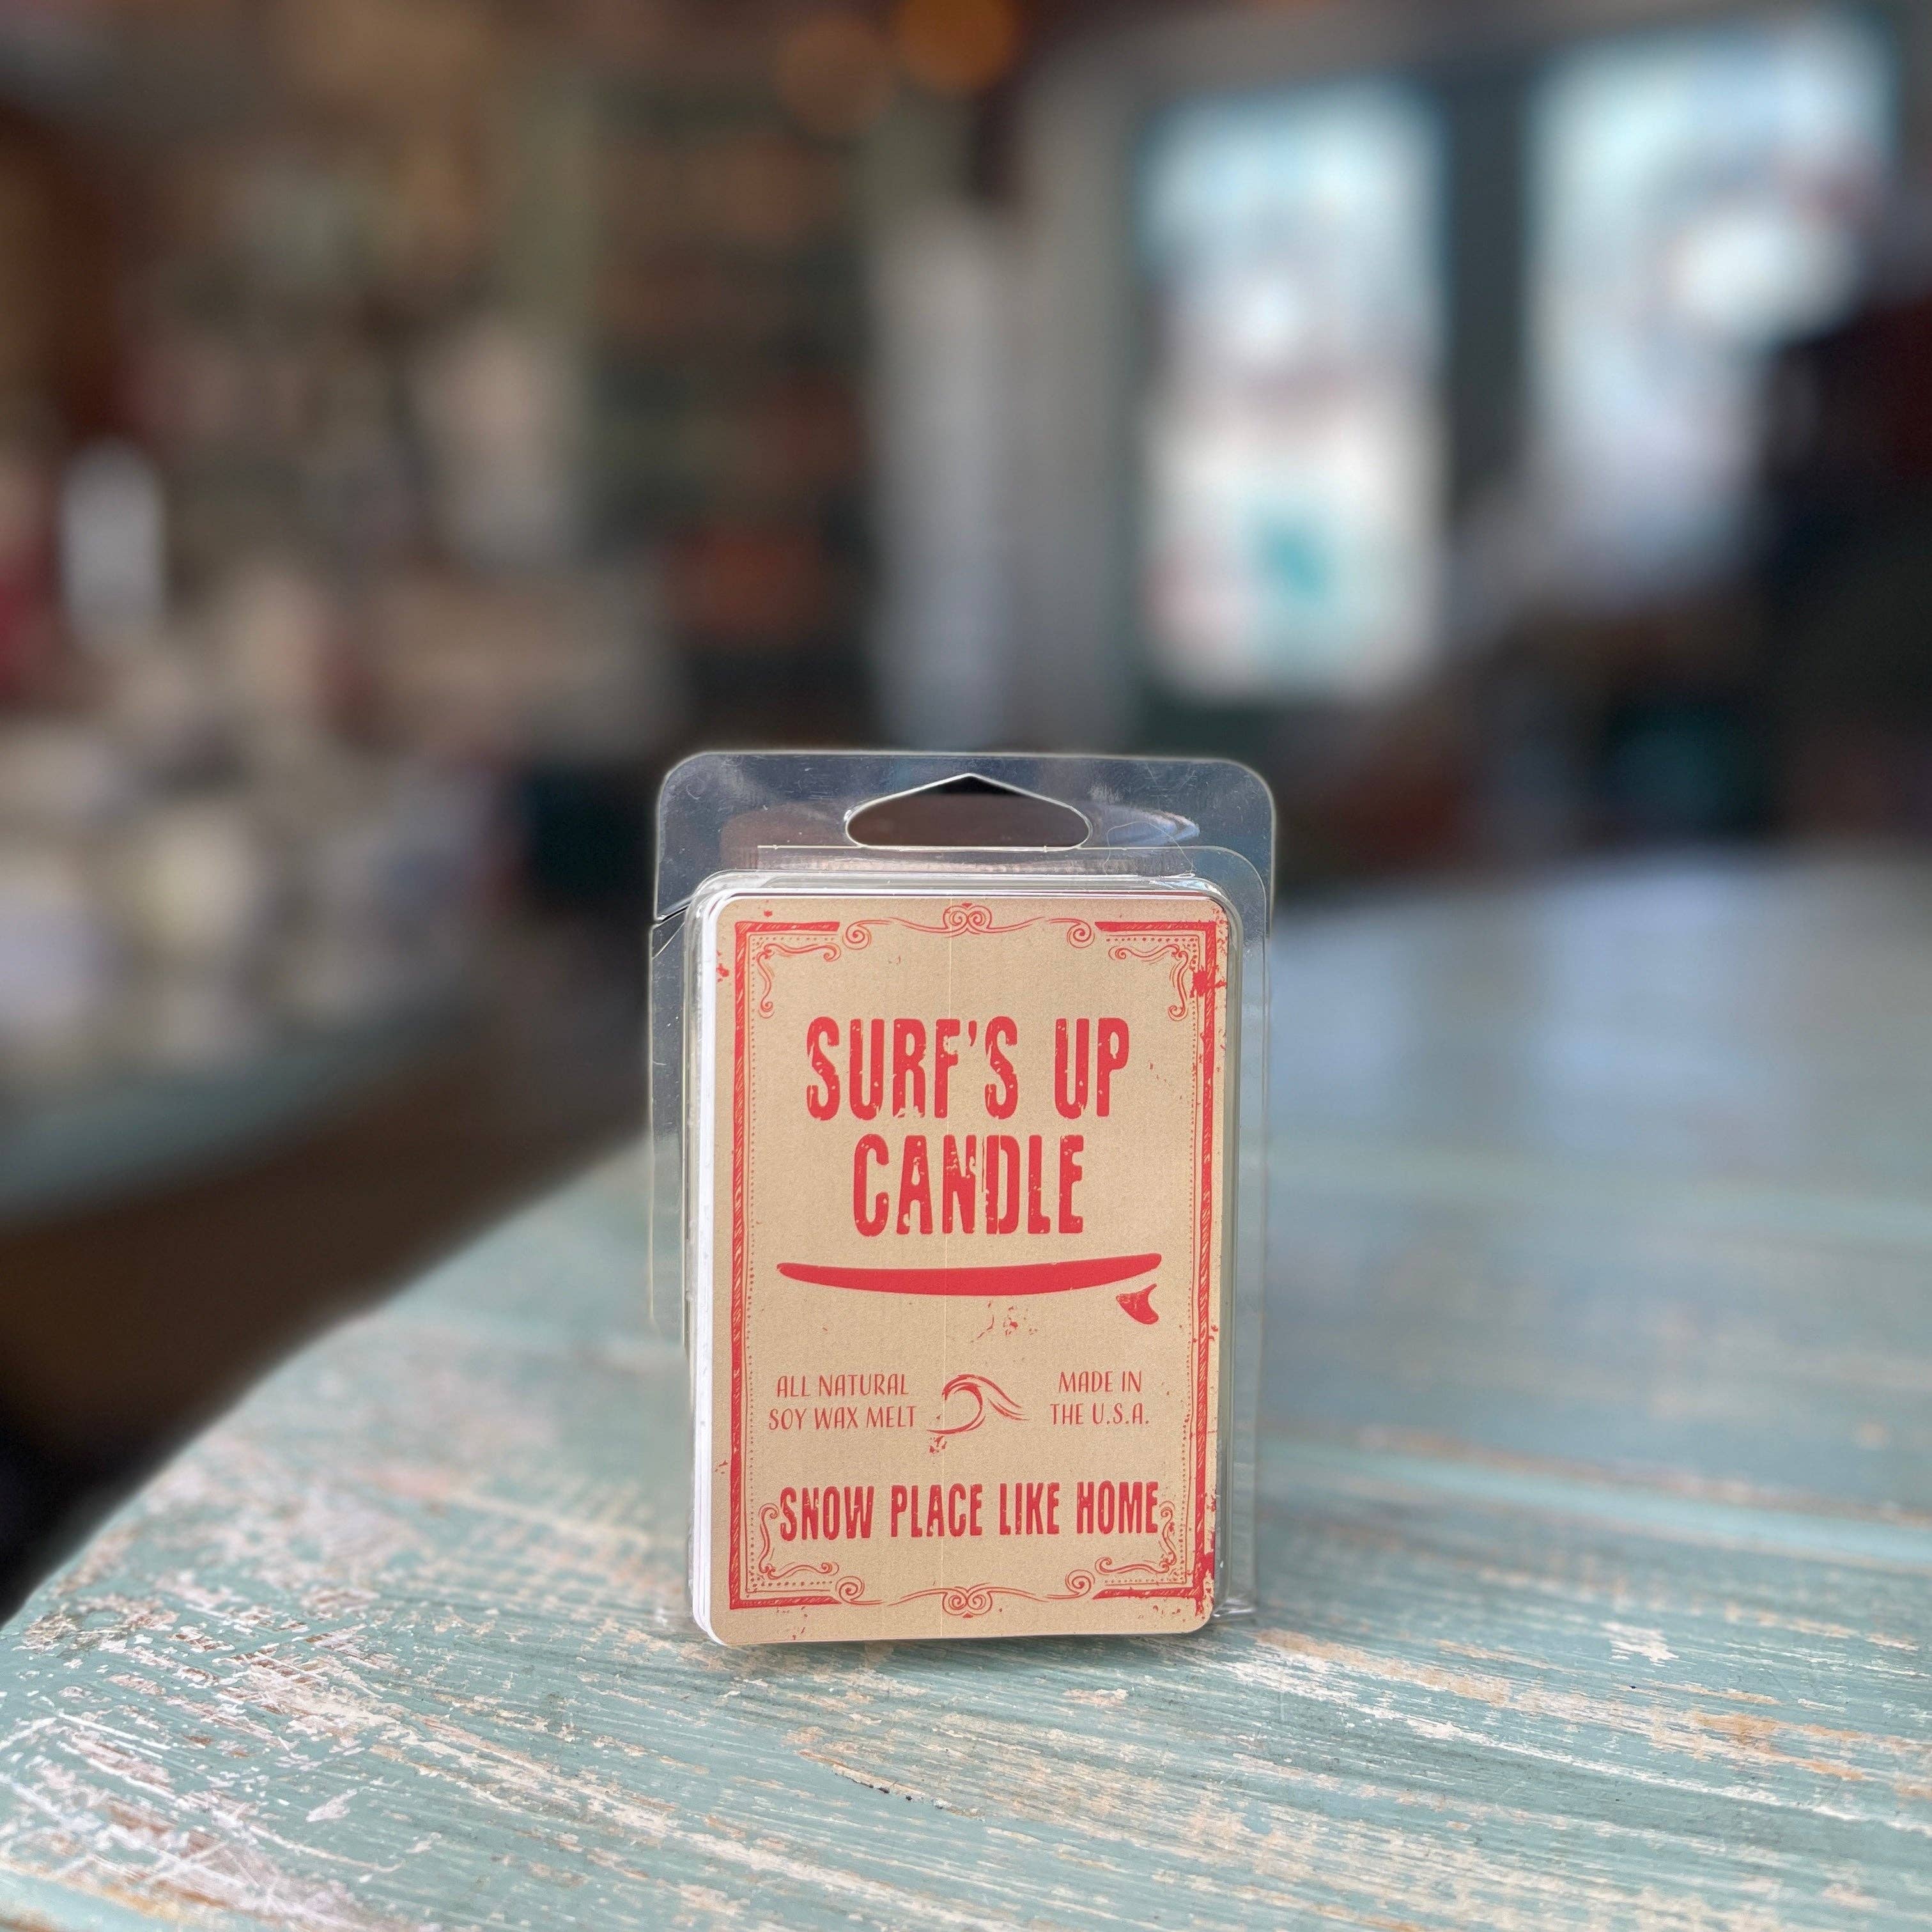 SURF'S UP
CANDLE
ALL NATURAL
SOY WAX MELT
MADE IN
THE U.S.A.
SNOW PLACE LIKE HOME